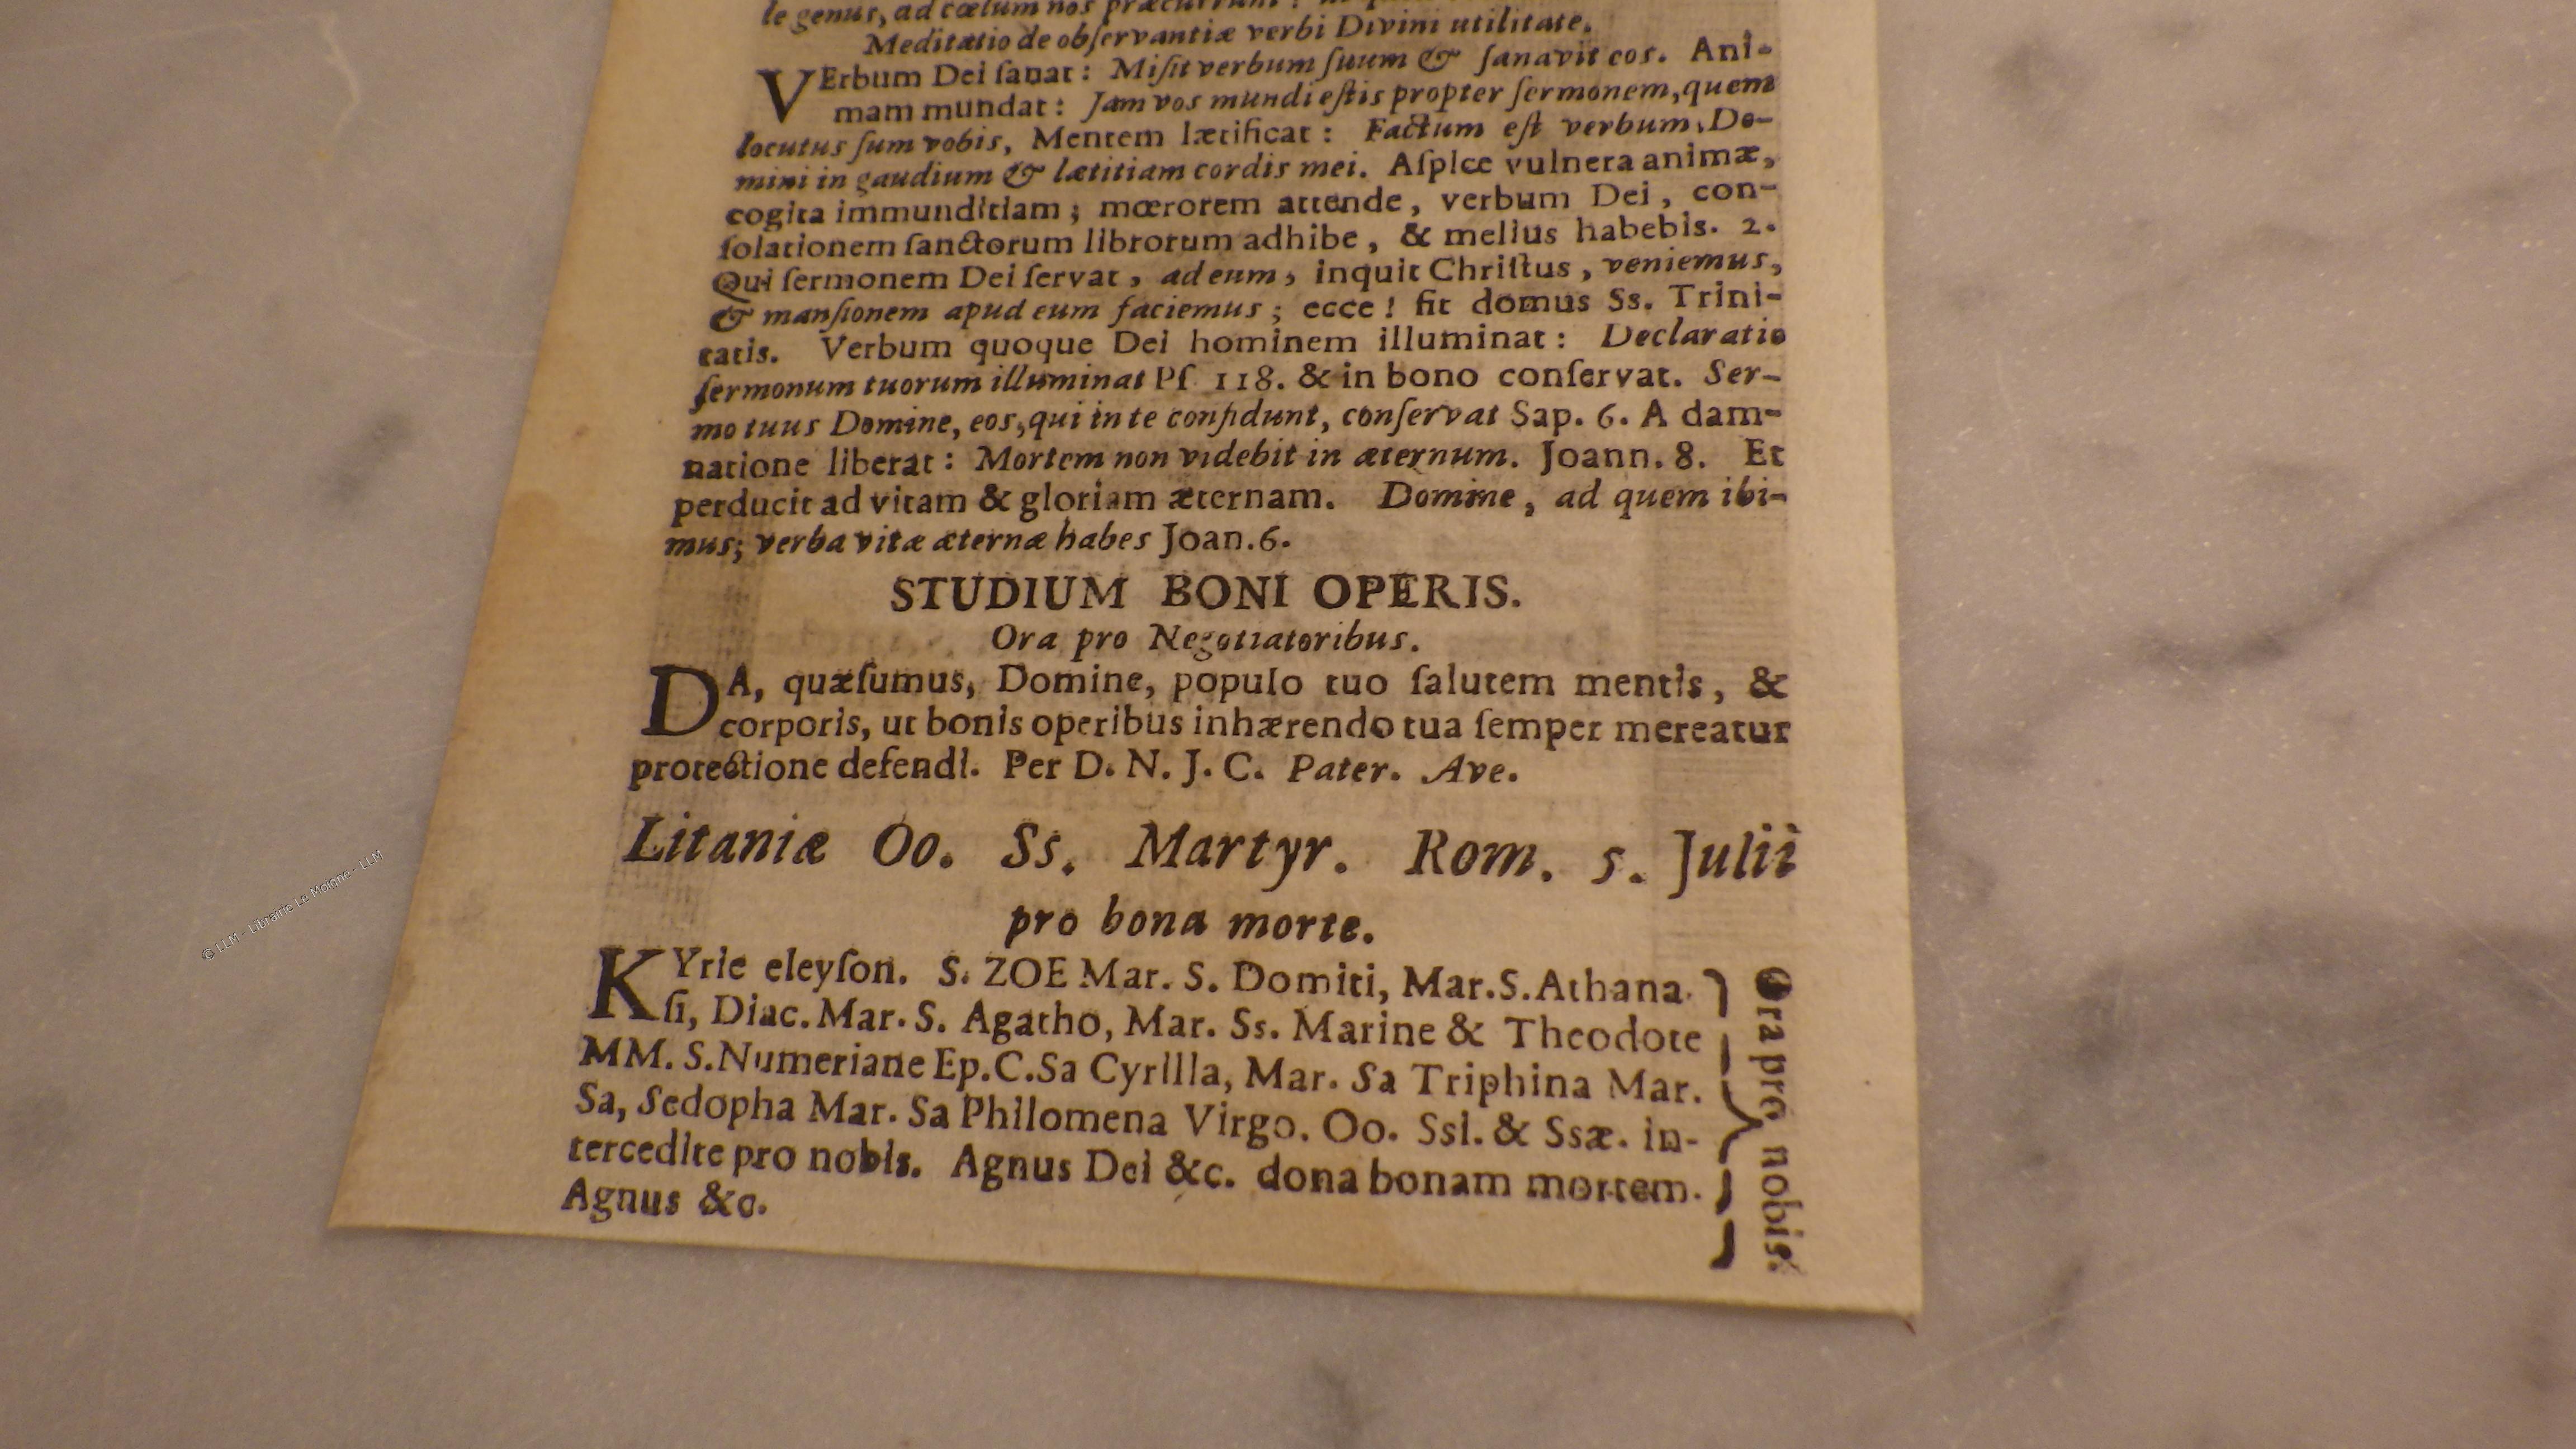 le genus, ad cœlum nos præcurrunt
Meditatio de obſervantiæ verbi Divini utilitate.
VErbum Dei ſanat: Miſit verbum ſuum & ſanavit eos. Ani-
mam mundat: Jam vos mundi eſtis propter ſermonem, quem
locutus ſum vobis, Mentem lætificat: Factum eſt verbum, Do-
mini in gaudium & lætitiam cordis mei. Aſpice vulnera animæ,
cogita immunditiam; mœrorem attende, verbum Dei, con-
ſolationem ſanctorum librorum adhibe, & melius habebis. 2.
Qui ſermonem Dei ſervat, ad eum, inquit Chriſtus, veniemus,
& manſionem apud eum faciemus; ecce! fit domus Ss. Trini-
tatis. Verbum quoque Dei hominem illuminat: Declaratio
ſermonum tuorum illuminat Pſ 118. & in bono conſervat. Ser-
mo tuus Domine, eos, qui in te confidunt, conſervat Sap. 6. A dam-
natione liberat: Mortem non videbit in æternum. Joann. 8. Et
perducit ad vitam & gloriam æternam. Domine, ad quem ibi-
mus; verba vitæ æternæ habes Joan. 6.
STUDIUM BONI OPERIS.
Ora pro Negotiatoribus.
DA, quæſumus, Domine, populo tuo ſalutem mentis, &
corporis, ut bonis operibus inhærendo tua ſemper mereatur
protectione defendi. Per D. N. J. C. Pater. Ave.
Litaniæ Oo. Ss. Martyr. Rom. 5. Julii
pro bona morte.
KYrie eleyſon. S. ZOE Mar. S. Domiti, Mar. S. Athana
ſi, Diac. Mar. S. Agatho, Mar. Ss. Marine & Theodote
MM. S. Numeriane Ep. C. Sa Cyrilla, Mar. Sa Triphina Mar.
Sa, Sedopha Mar. Sa Philomena Virgo. Oo. Ssi. & Ssæ. in-
tercedite pro nobis. Agnus Dei &c. dona bonam mortem.
Agnus &c.
Ora pro nobis.
© LLM - Librairie Le Moigne - LLM